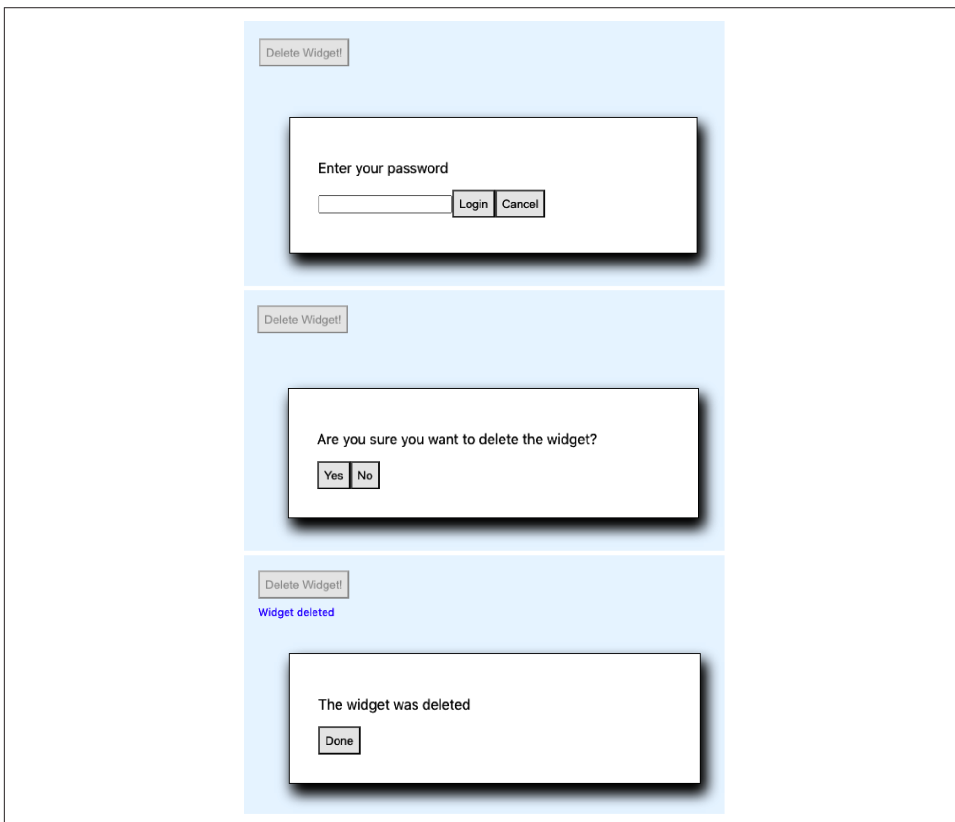 Delete Widget!
Enter your password
Login Cancel
Delete Widget!
Are you sure you want to delete the widget?
Yes No
Delete Widget!
Widget deleted
The widget was deleted
Done